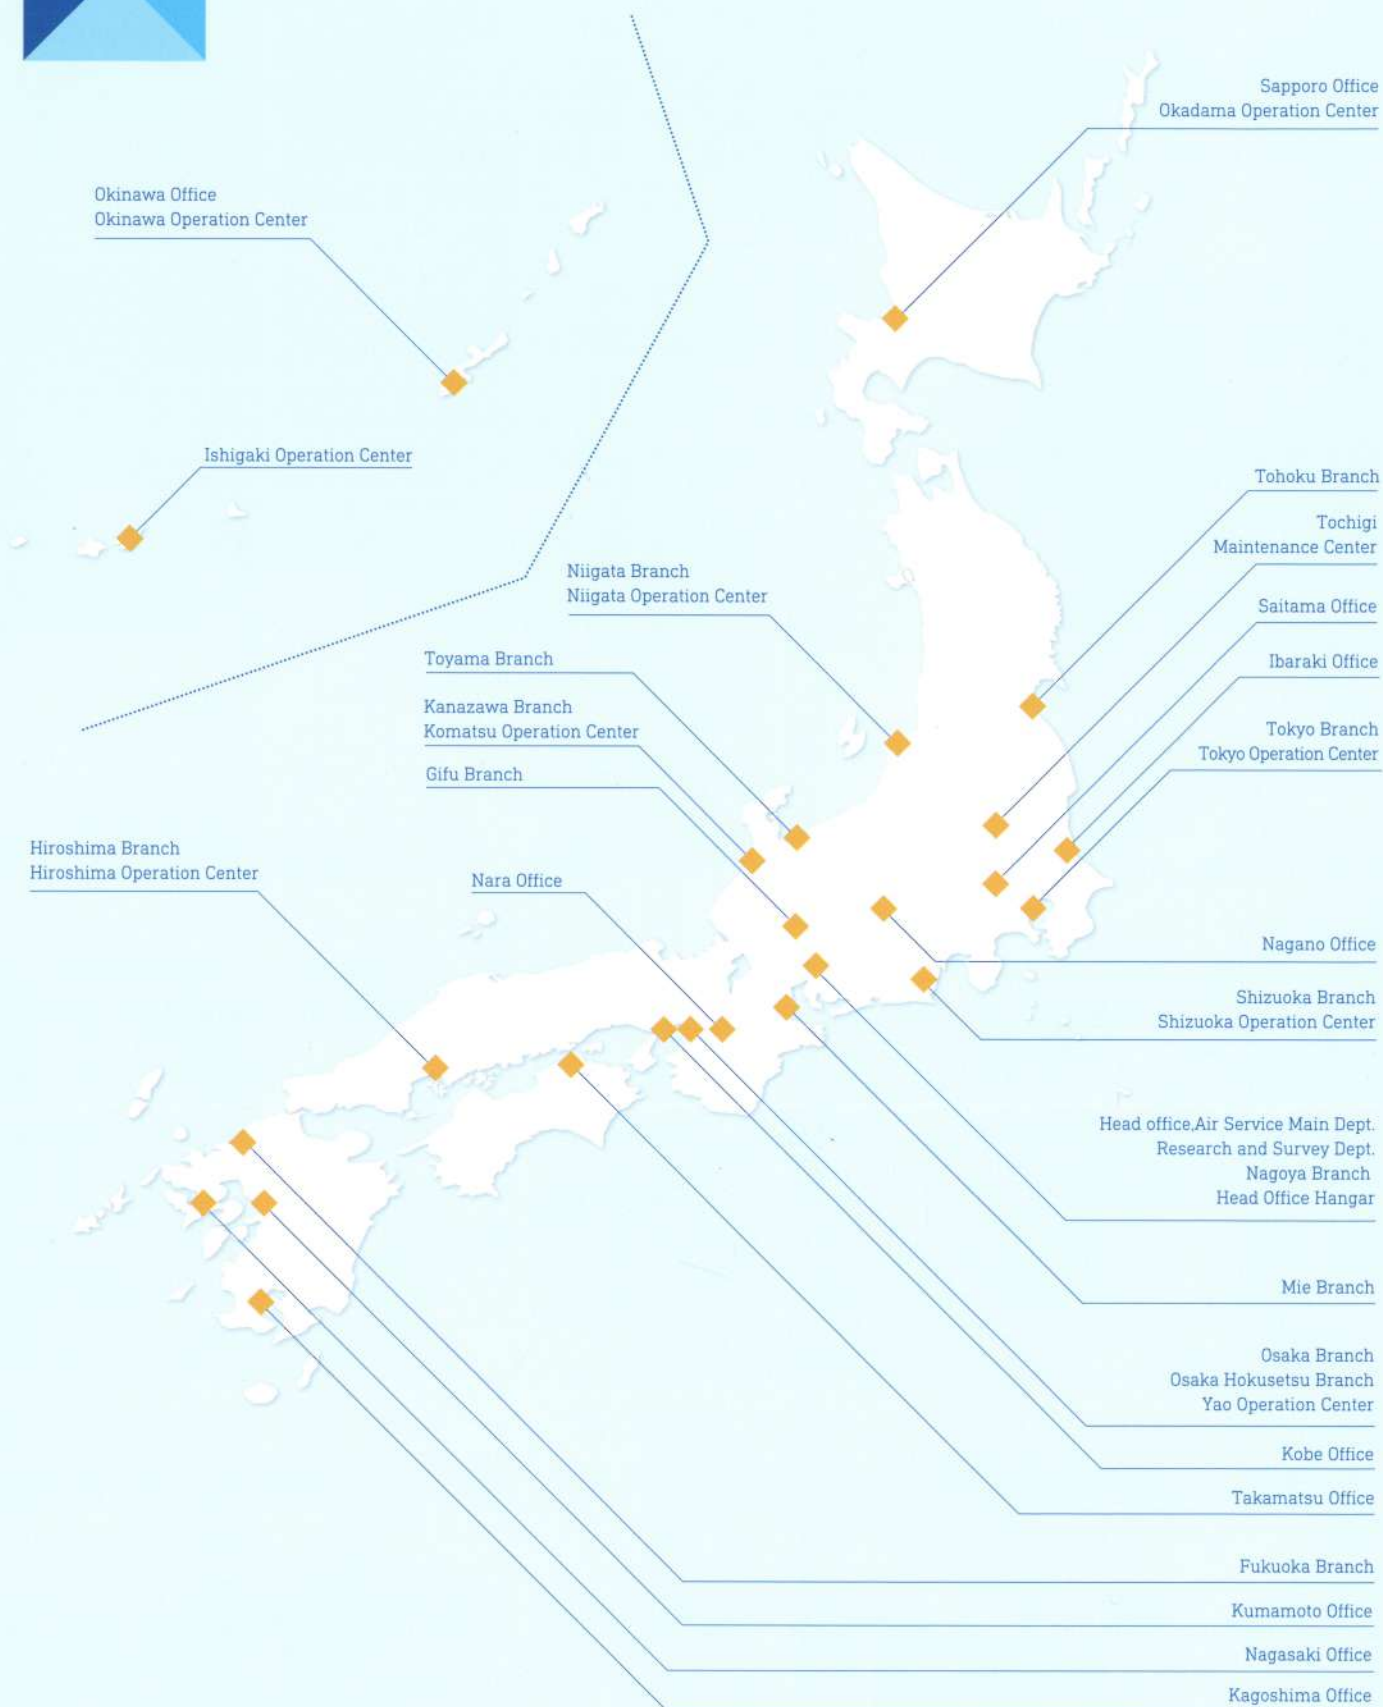 Sapporo Office
Okadama Operation Center
Okinawa Office
Okinawa Operation Center
Ishigaki Operation Center
Tohoku Branch
Tochigi
Maintenance Center
Niigata Branch
Niigata Operation Center
Saitama Office
Toyama Branch
Ibaraki Office
Kanazawa Branch
Komatsu Operation Center
Tokyo Branch
Tokyo Operation Center
Gifu Branch
Hiroshima Branch
Hiroshima Operation Center
Nara Office
Nagano Office
Shizuoka Branch
Shizuoka Operation Center
Head office,Air Service Main Dept.
Research and Survey Dept.
Nagoya Branch
Head Office Hangar
Mie Branch
Osaka Branch
Osaka Hokusetsu Branch
Yao Operation Center
Kobe Office
Takamatsu Office
Fukuoka Branch
Kumamoto Office
Nagasaki Office
Kagoshima Office